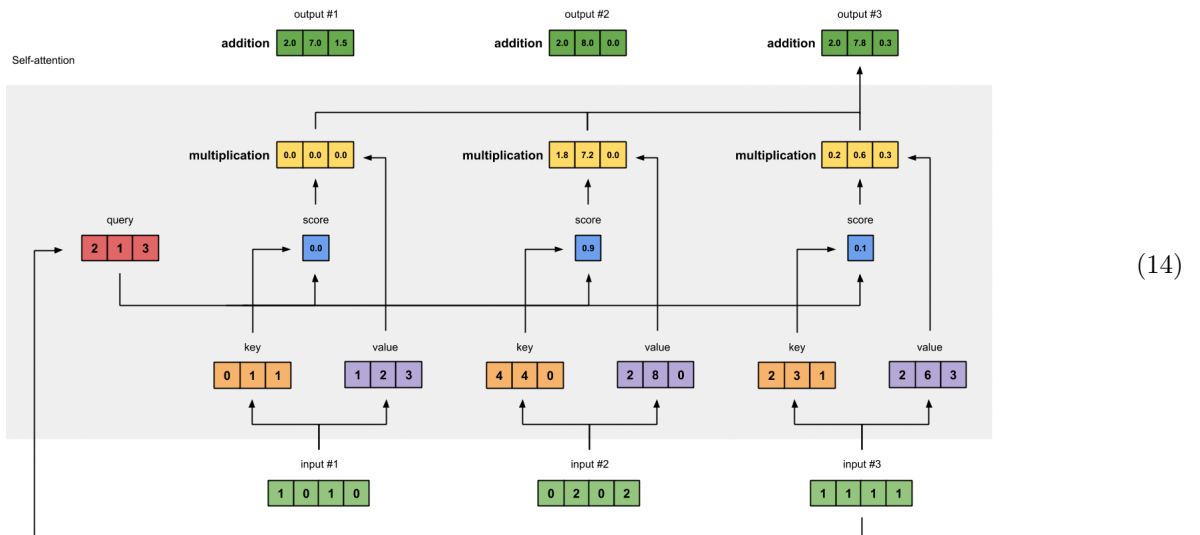 output #1 output #2 output #3
addition 2.0 7.0 1.5 addition 2.0 8.0 0.0 addition 2.0 7.8 0.3
Self-attention
multiplication 0.0 0.0 0.0 multiplication 1.8 7.2 0.0 multiplication 0.2 0.6 0.3
query score score score
2 1 3 0.0 0.9 0.1
(14)
key value key value key value
0 1 1 1 2 3 4 4 0 2 8 0 2 3 1 2 6 3
input #1 input #2 input #3
1 0 1 0 0 2 0 2 1 1 1 1